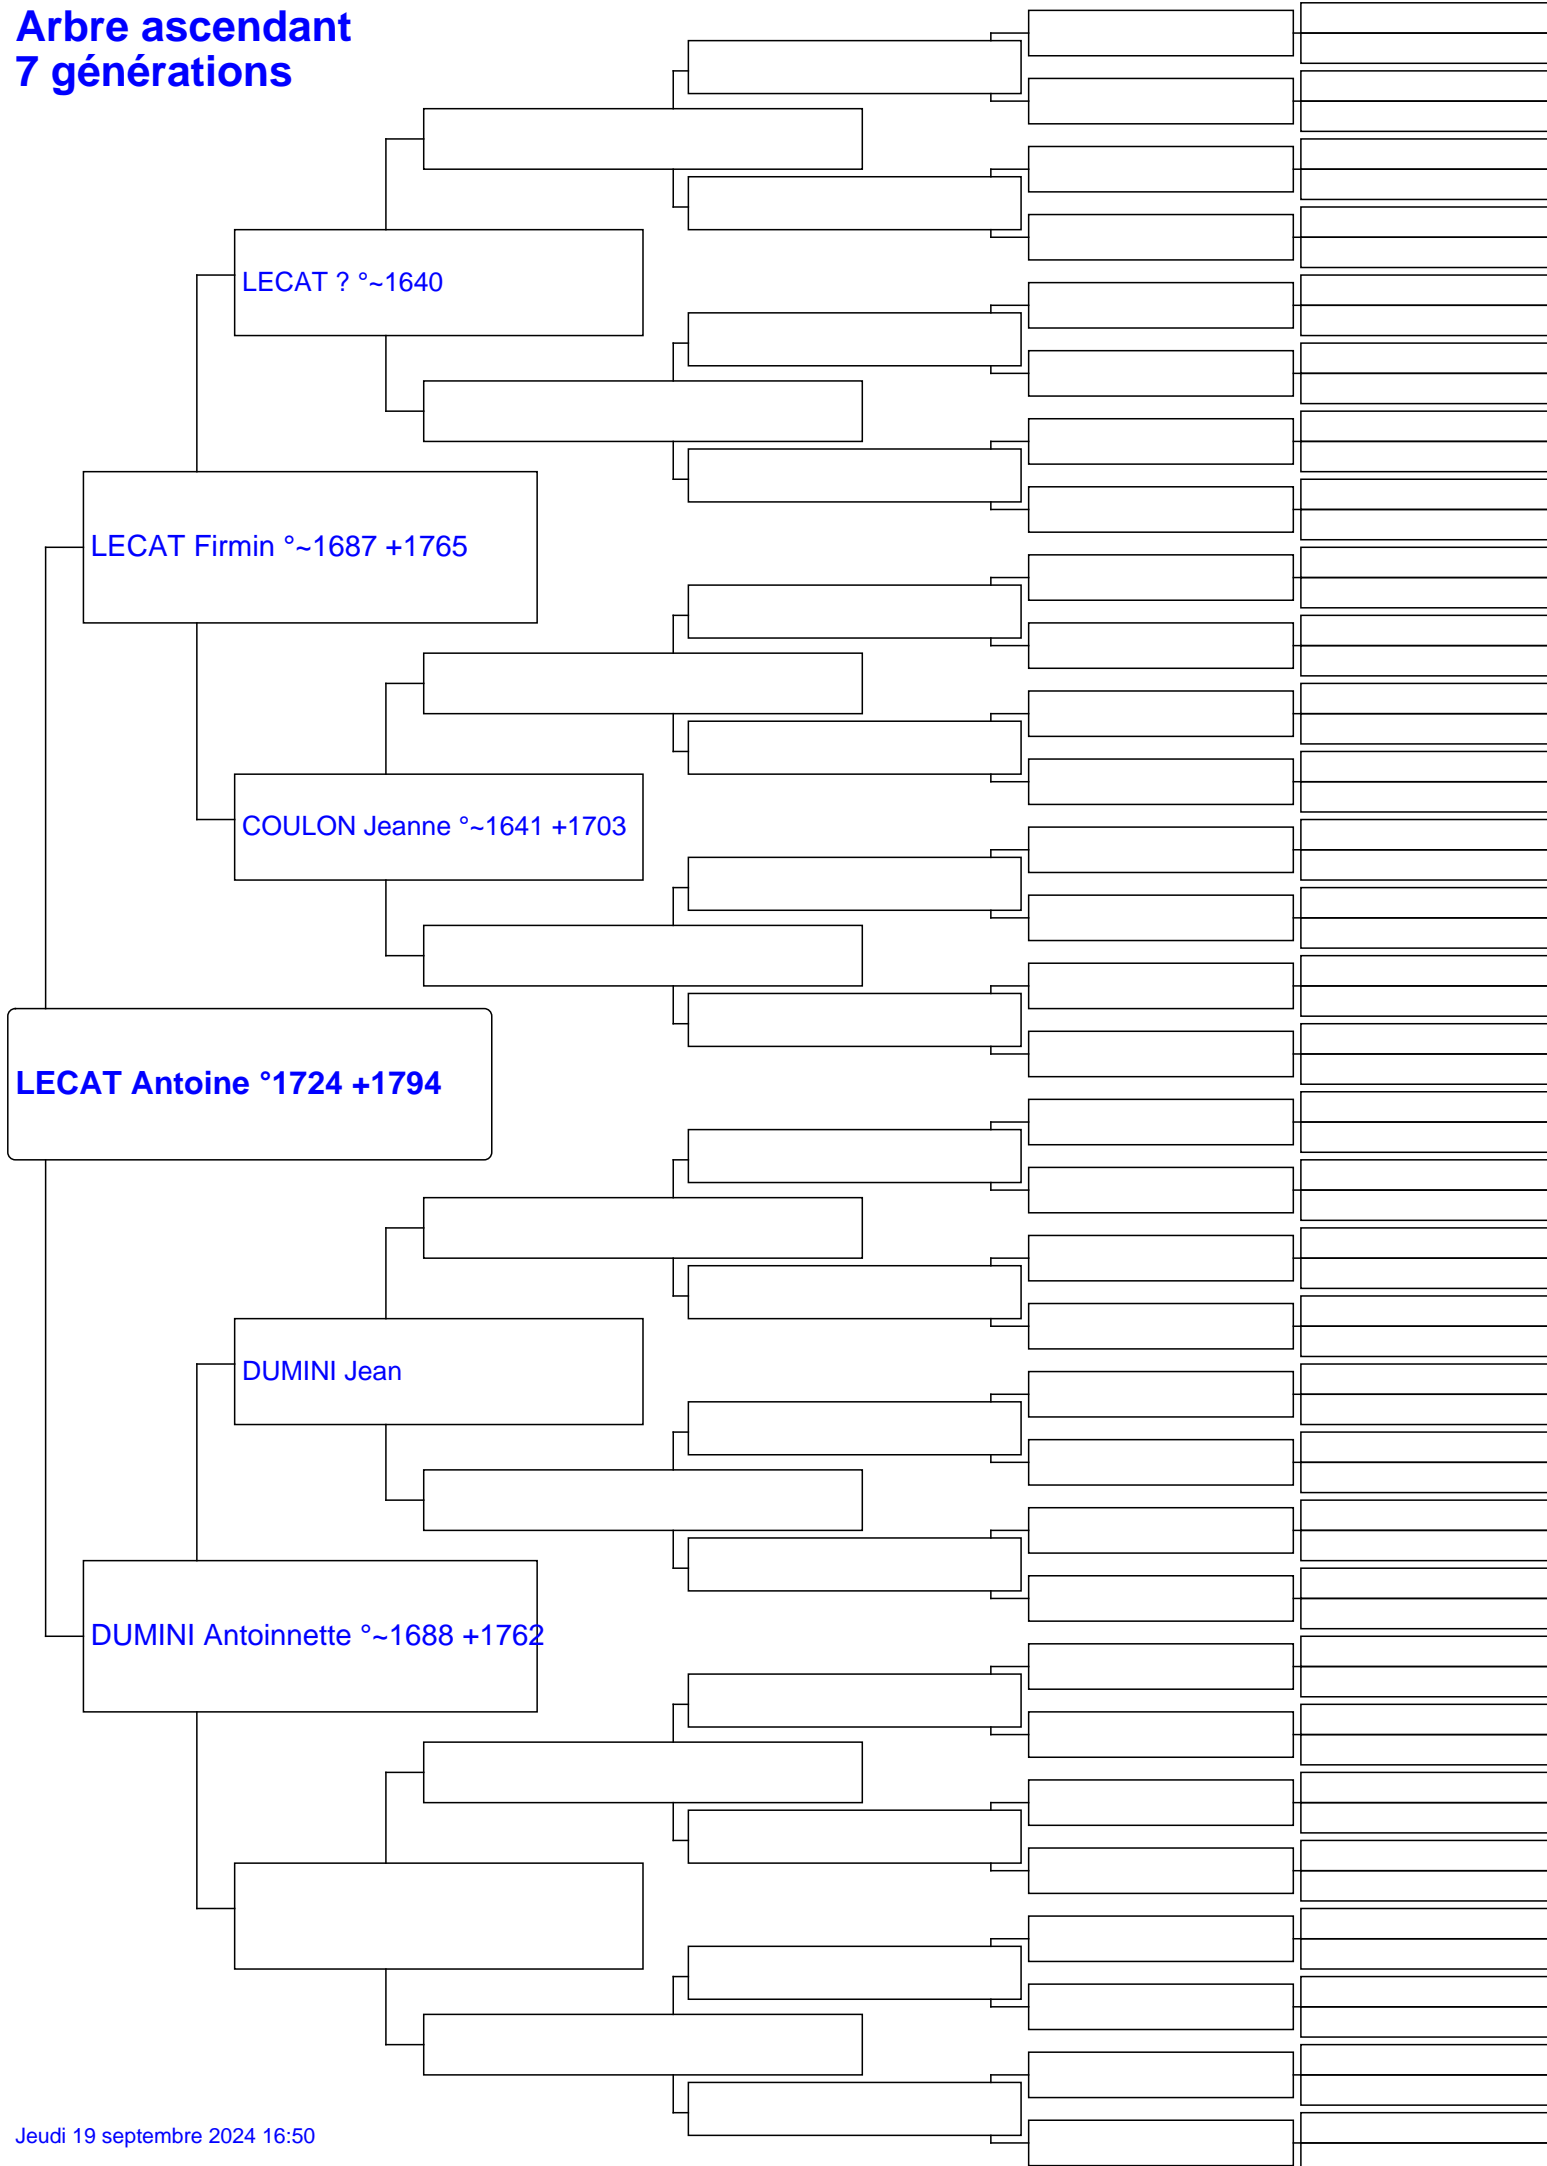 Arbre ascendant
7 générations
LECAT ? °~1640
LECAT Firmin °~1687 +1765
COULON Jeanne °~1641 +1703
LECAT Antoine °1724 +1794
DUMINI Jean
DUMINI Antoinnette °~1688 +1762
Jeudi 19 septembre 2024 16:50